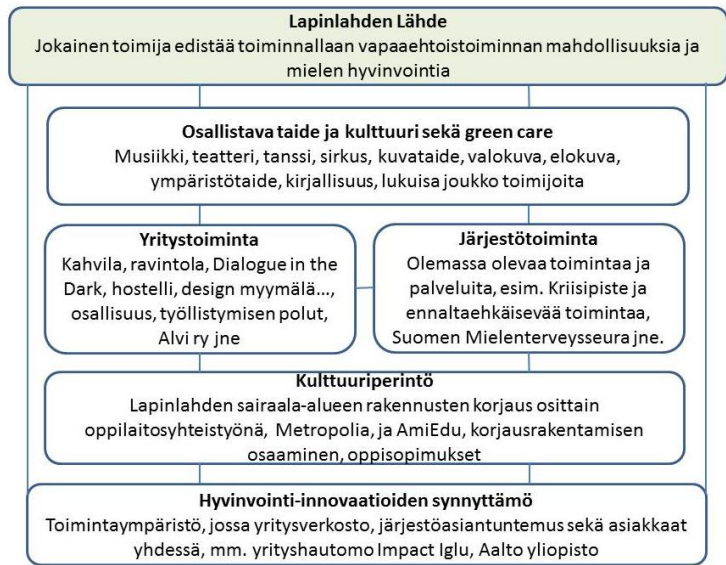 Lapinlahden Lähde
Jokainen toimija edistää toiminnallaan vapaaehtoistoiminnan mahdollisuuksia ja
mielen hyvinvointia
Osallistava taide ja kulttuuri sekä green care
Musiikki, teatteri, tanssi, sirkus, kuvataide, valokuva, elokuva,
ympäristötaide, kirjallisuus, lukuisa joukko toimijoita
Yritystoiminta
Kahvila, ravintola, Dialogue in the
Dark, hostelli, design myymälä...,
osallisuus, työllistymisen polut,
Alvi ry jne
Järjestötoiminta
Olemassa olevaa toimintaa ja
palveluita, esim. Kriisipiste ja
ennaltaehkäisevää toimintaa,
Suomen Mielenterveysseura jne.
Kulttuuriperintö
Lapinlahden sairaala-alueen rakennusten korjaus osittain
oppilaitosyhteistyönä, Metropolia, ja AmiEdu, korjausrakentamisen
osaaminen, oppisopimukset
Hyvinvointi-innovaatioiden synnyttämö
Toimintaympäristö, jossa yritysverkosto, järjestöasiantuntemus sekä asiakkaat
yhdessä, mm. yrityshautomo Impact Iglu, Aalto yliopisto